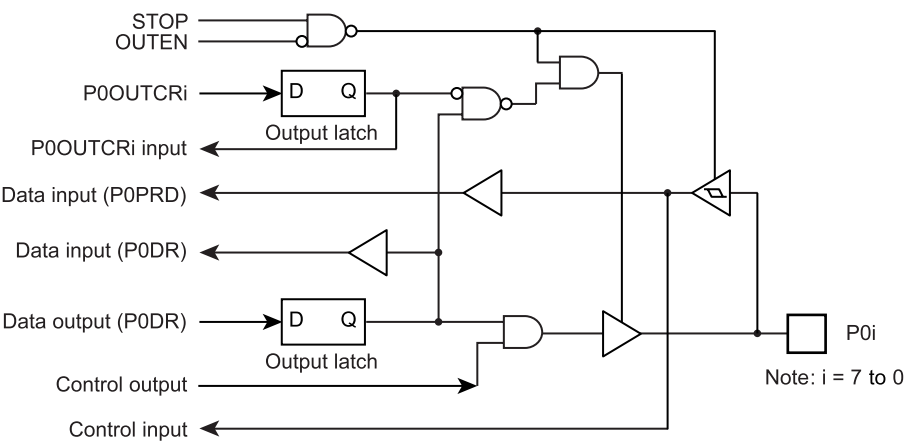 STOP
OUTEN
P0OUTCRi
D Q
Output latch
P0OUTCRi input
Data input (P0PRD)
Data input (P0DR)
Data output (P0DR)
D Q
Output latch
P0i
Note: i = 7 to 0
Control output
Control input